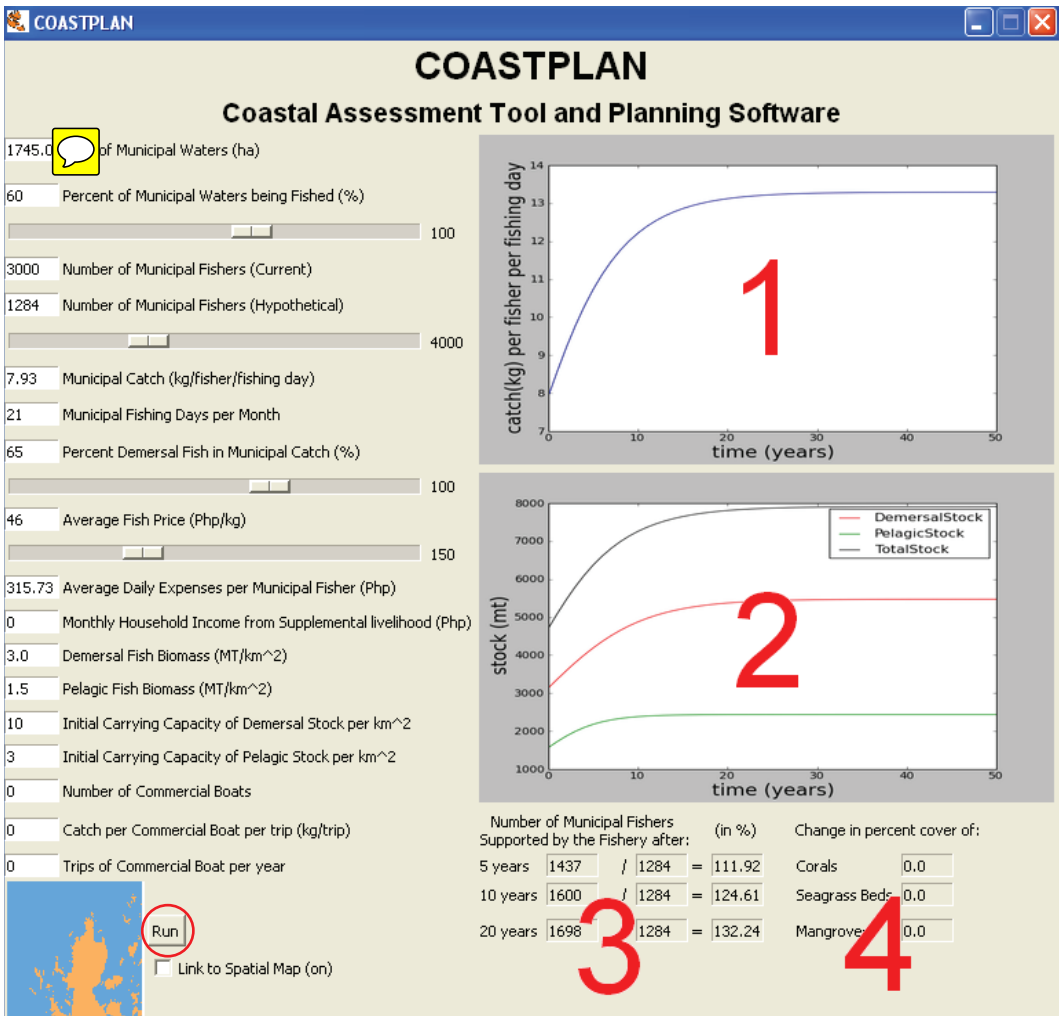 COASTPLAN
COASTPLAN
Coastal Assessment Tool and Planning Software
1745.0 of Municipal Waters (ha)
60 Percent of Municipal Waters being Fished (%)
100
3000 Number of Municipal Fishers (Current)
1284 Number of Municipal Fishers (Hypothetical)
4000
7.93 Municipal Catch (kg/fisher/fishing day)
21 Municipal Fishing Days per Month
65 Percent Demersal Fish in Municipal Catch (%)
100
46 Average Fish Price (Php/kg)
150
315.73 Average Daily Expenses per Municipal Fisher (Php)
0 Monthly Household Income from Supplemental livelihood (Php)
3.0 Demersal Fish Biomass (MT/km^2)
1.5 Pelagic Fish Biomass (MT/km^2)
10 Initial Carrying Capacity of Demersal Stock per km^2
3 Initial Carrying Capacity of Pelagic Stock per km^2
0 Number of Commercial Boats
0 Catch per Commercial Boat per trip (kg/trip)
0 Trips of Commercial Boat per year
Run
Link to Spatial Map (on)
catch(kg) per fisher per fishing day
14
13
12
11
10
9
8
7
0 10 20 30 40 50
time (years)
1
stock (mt)
8000
7000
6000
5000
4000
3000
2000
1000
0 10 20 30 40 50
time (years)
DemersalStock
PelagicStock
TotalStock
2
Number of Municipal Fishers
Supported by the Fishery after:
(in %)
5 years 1437 / 1284 = 111.92
10 years 1600 / 1284 = 124.61
20 years 1698 1284 = 132.24
3
Change in percent cover of:
Corals 0.0
Seagrass Beds 0.0
Mangroves 0.0
4